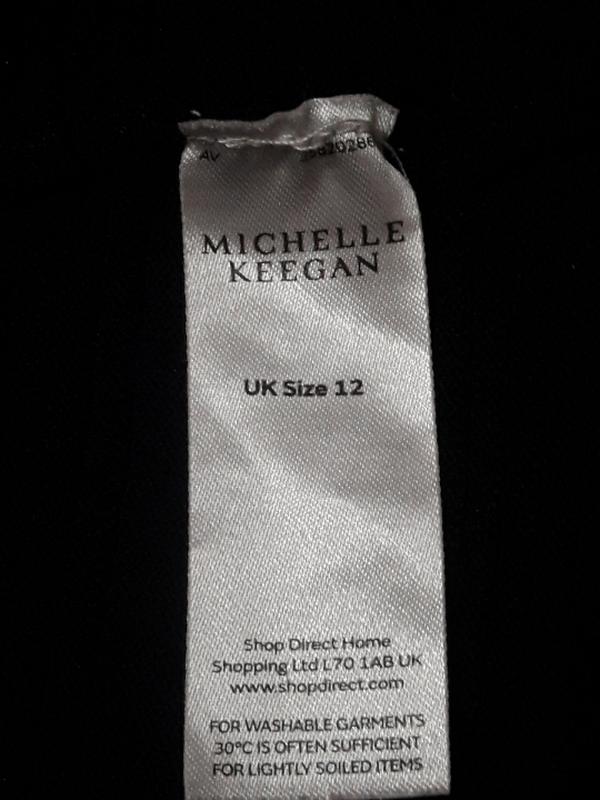 AV
MICHELLE
KEEGAN
UK Size 12
Shop Direct Home
Shopping Ltd L70 1AB UK
www.shopdirect.com
FOR WASHABLE GARMENTS
30°C IS OFTEN SUFFICIENT
FOR LIGHTLY SOILED ITEMS